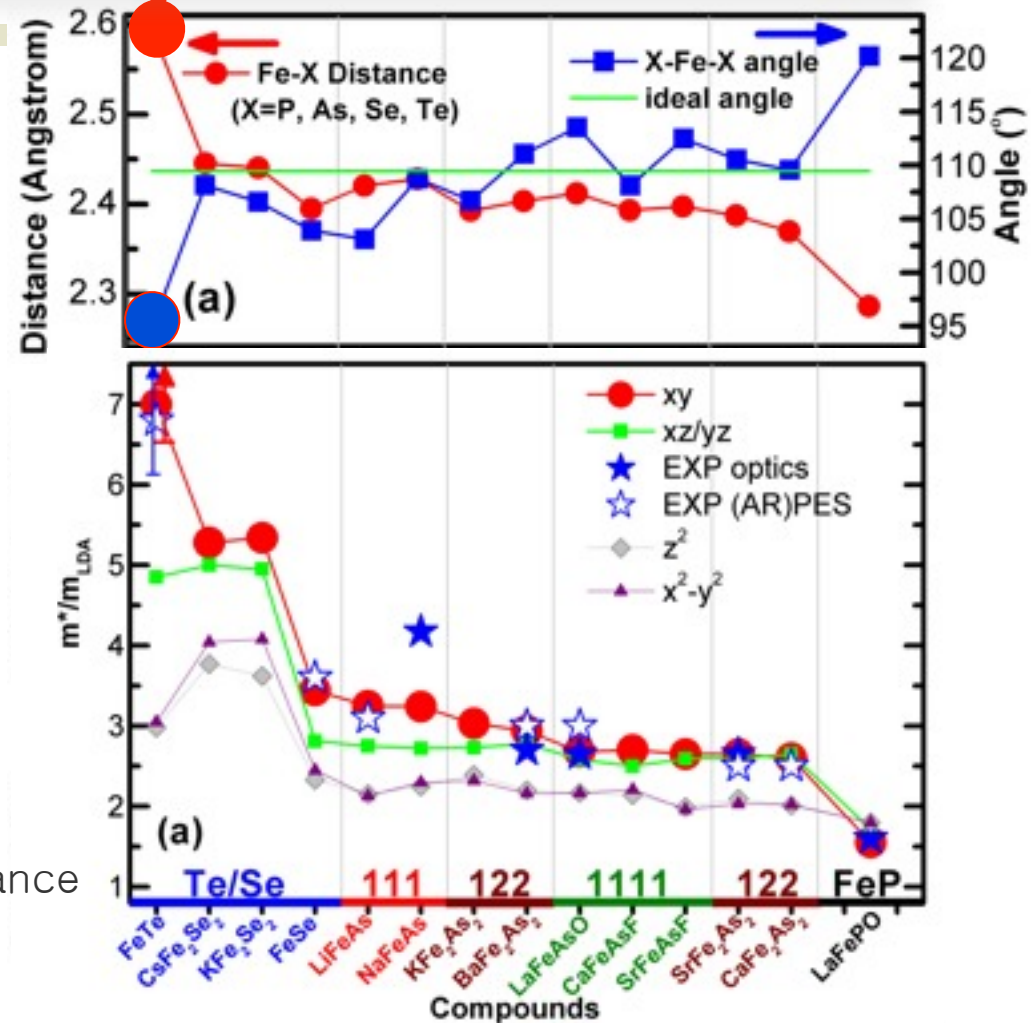 2.6
2.5
2.4
2.3
Distance (Angstrom)
Fe-X Distance
(X=P, As, Se, Te)
X-Fe-X angle
ideal angle
120
115
110
105
100
95
Angle (°)
(a)
7
6
5
4
3
2
1
m*/m_LDA
xy
xz/yz
EXP optics
EXP (AR)PES
z²
x²-y²
(a)
ance
Te/Se 111 122 1111 122 FeP
FeTe
CsFe₂Se₂
KFe₂Se₂
FeSe
LiFeAs
NaFeAs
KFe₂As₂
BaFe₂As₂
LaFeAsO
CaFeAsF
SrFeAsF
SrFe₂As₂
CaFe₂As₂
LaFePO
Compounds